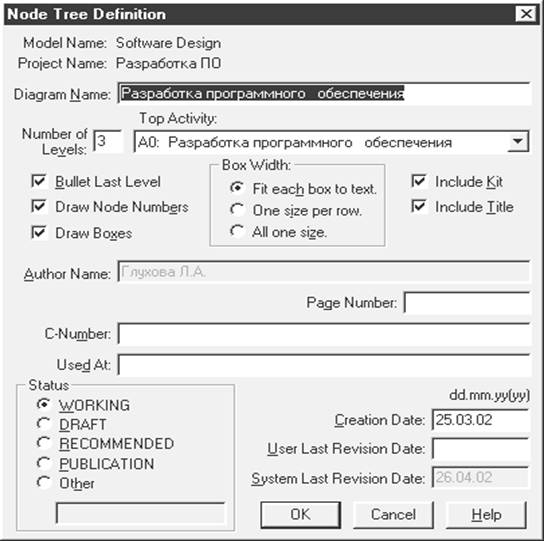 Node Tree Definition
Model Name: Software Design
Project Name: Разработка ПО
Diagram Name: Разработка программного обеспечения
Top Activity:
Number of Levels: 3 A0: Разработка программного обеспечения
Box Width:
Bullet Last Level Fit each box to text. Include Kit
Draw Node Numbers One size per row. Include Title
Draw Boxes All one size.
Author Name: Глухова Л.А.
Page Number:
C-Number:
Used At:
Status
dd.mm.yy(yy)
WORKING
DRAFT Creation Date: 25.03.02
RECOMMENDED User Last Revision Date:
PUBLICATION
Other System Last Revision Date: 26.04.02
OK Cancel Help